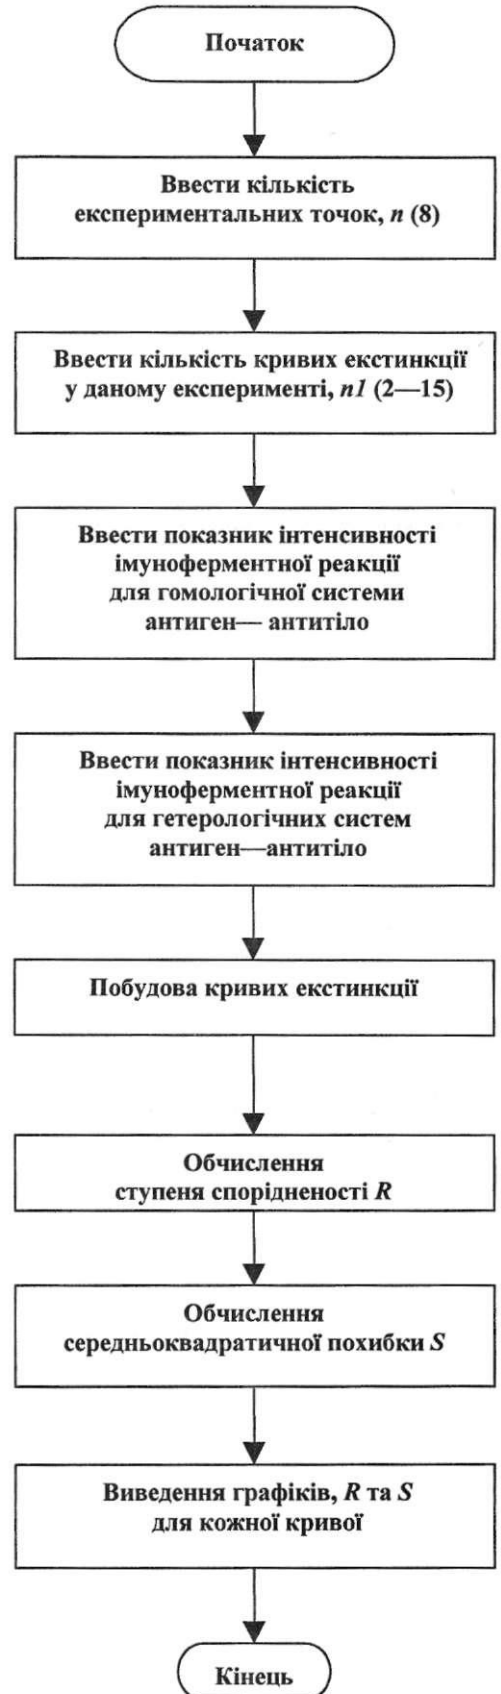 Початок
Ввести кількість
експериментальних точок, n (8)
Ввести кількість кривих екстинкції
у даному експерименті, n1 (2—15)
Ввести показник інтенсивності
імуноферментної реакції
для гомологічної системи
антиген— антитіло
Ввести показник інтенсивності
імуноферментної реакції
для гетерологічних систем
антиген—антитіло
Побудова кривих екстинкції
Обчислення
ступеня спорідненості R
Обчислення
середньоквадратичної похибки S
Виведення графіків, R та S
для кожної кривої
Кінець